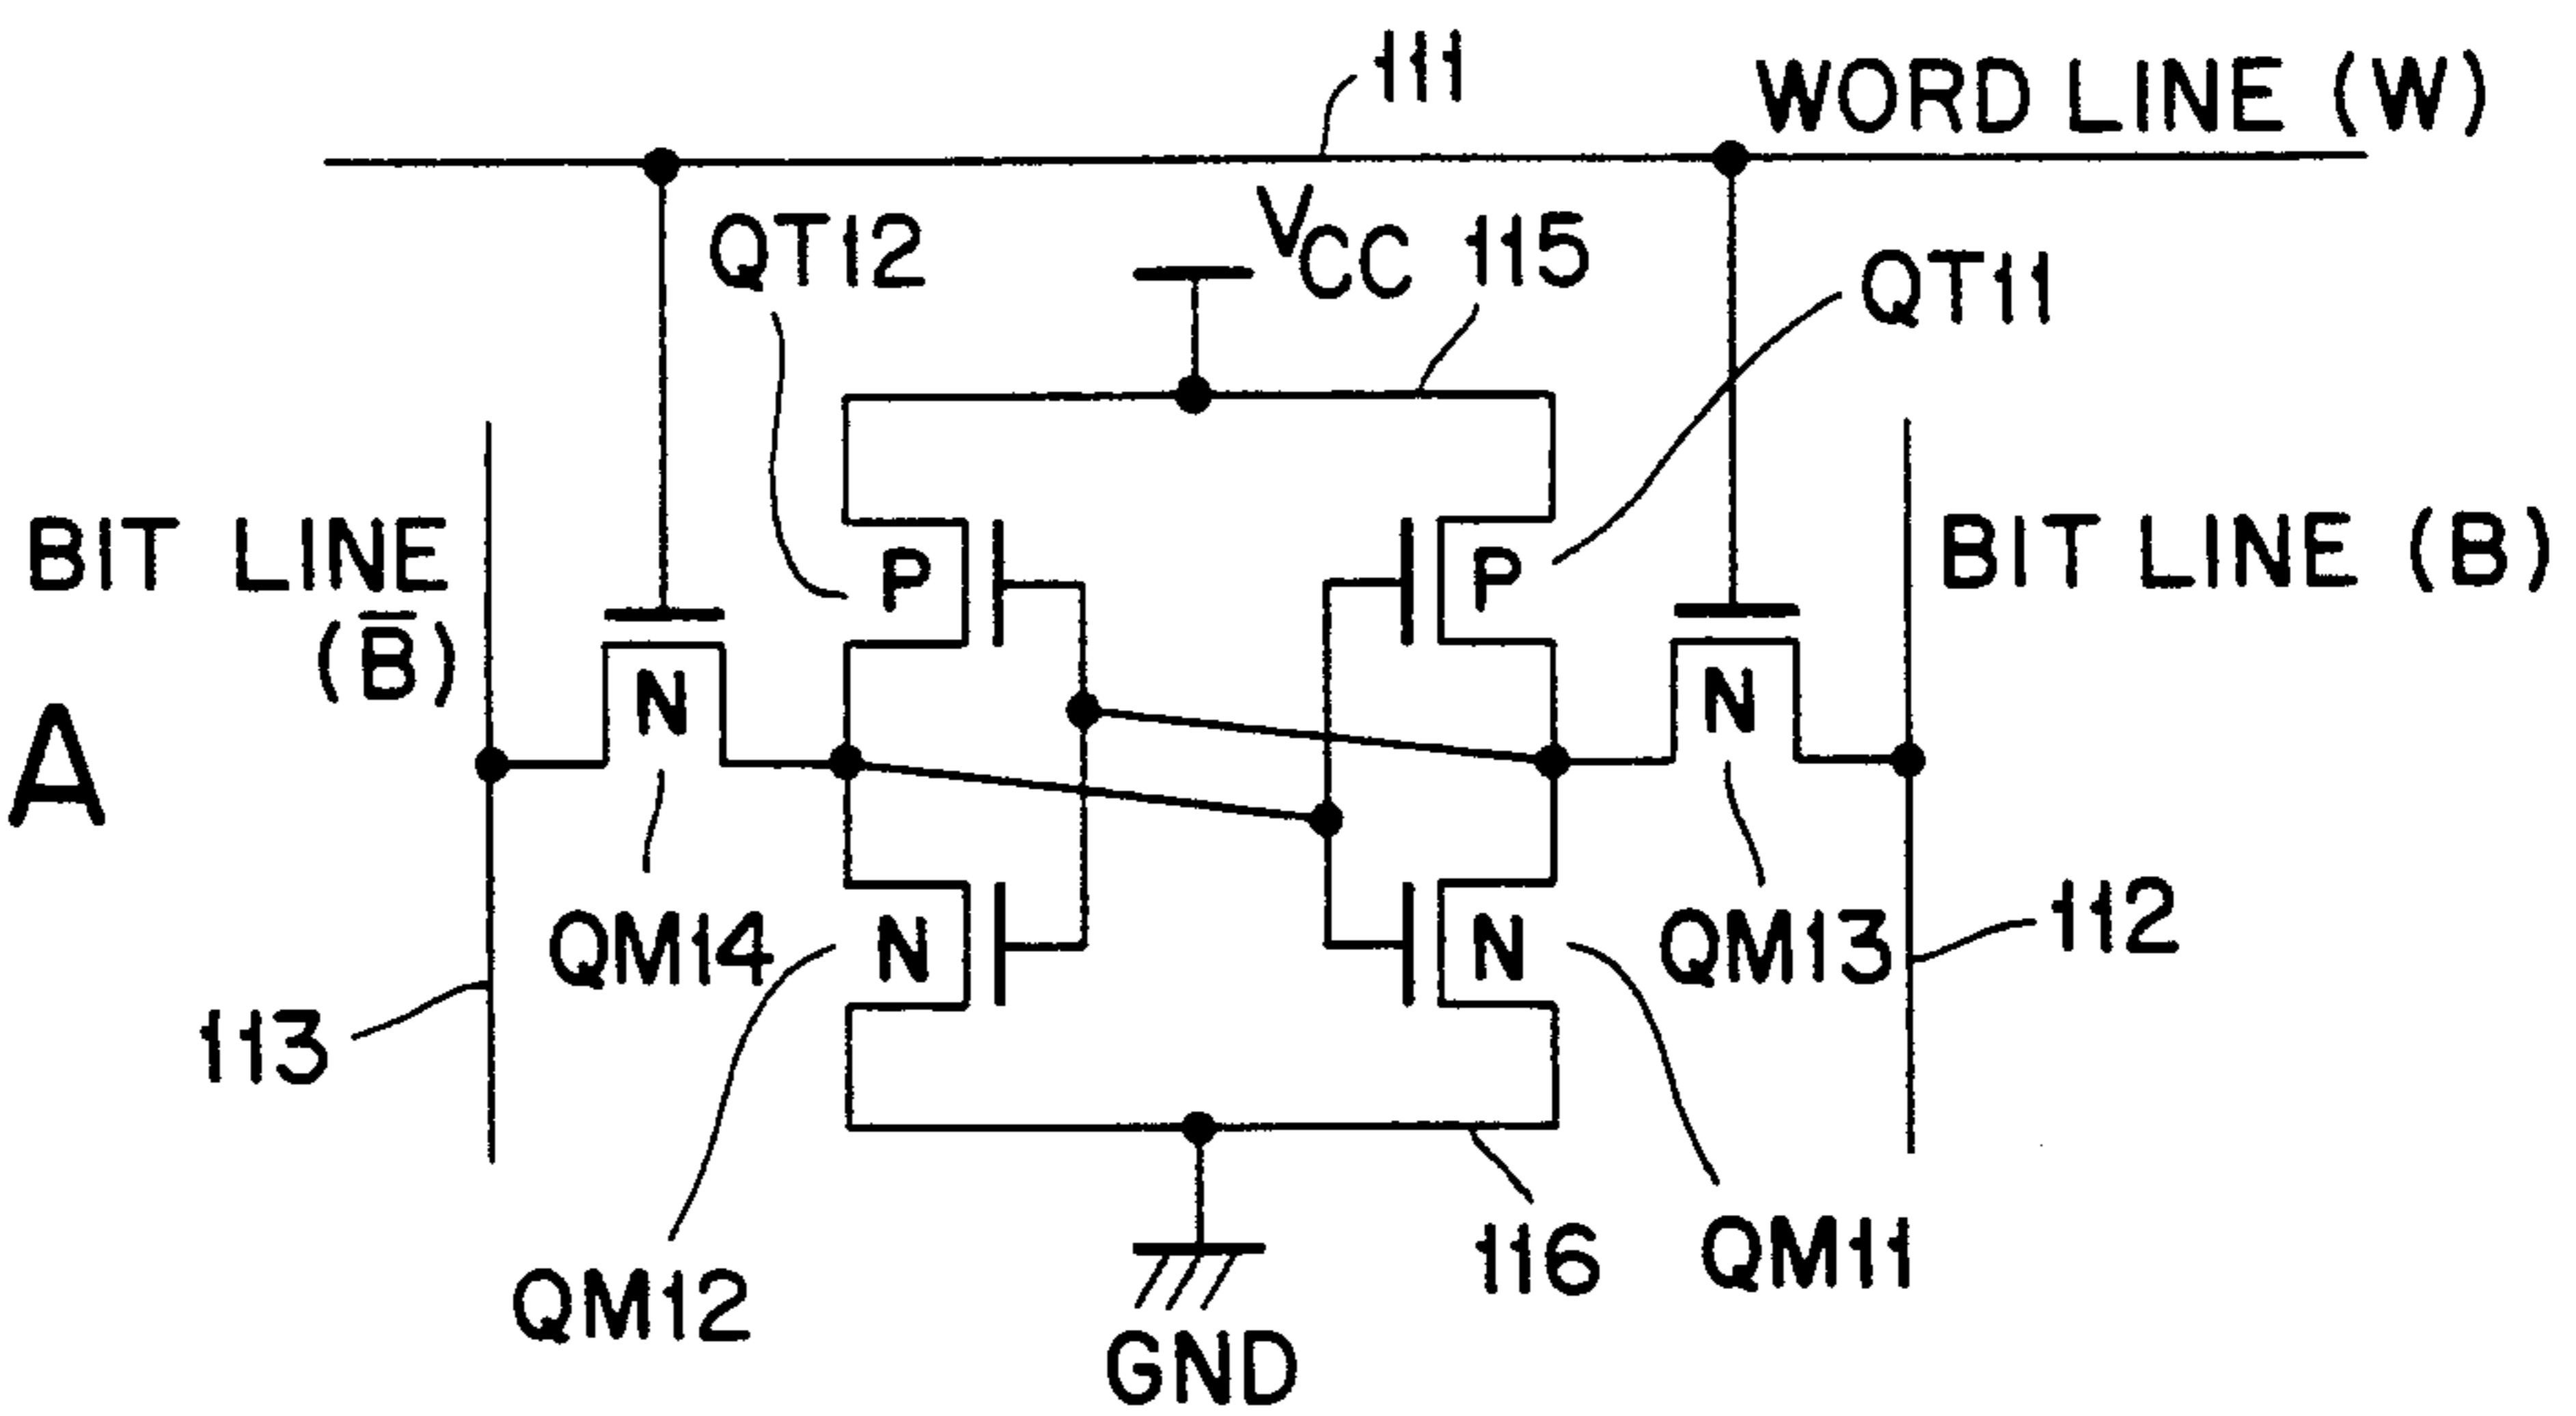 111
WORD LINE (W)
QT12
VCC
115
QT11
BIT LINE
(B̅)
P
P
BIT LINE (B)
N
N
A
QM14
N
N
QM13
112
113
QM12
116
QM11
GND